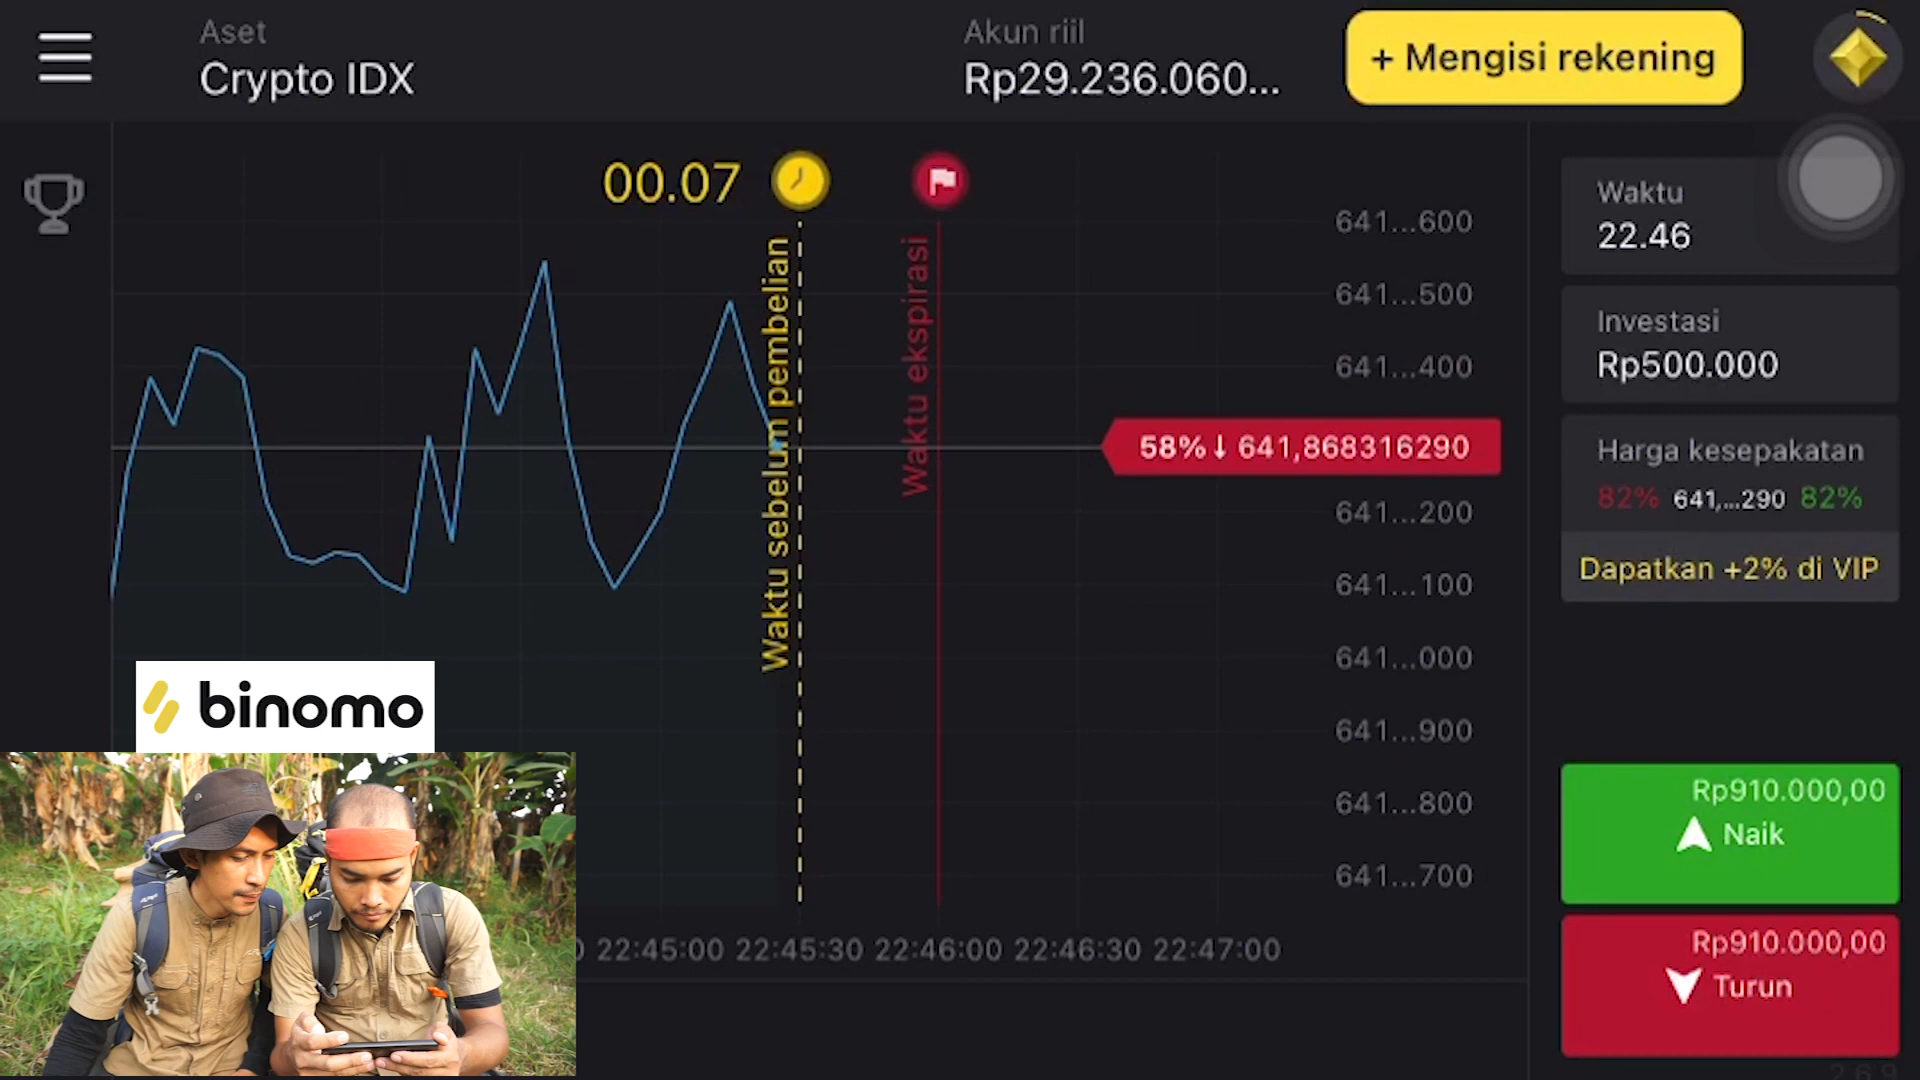 Aset
Crypto IDX
Akun riil
Rp29.236.060...
+ Mengisi rekening
00.07
Waktu sebelum pembelian
Waktu ekspirasi
641...600
641...500
641...400
58%↓ 641,868316290
641...200
641...100
641...000
641...900
641...800
641...700
22:45:00 22:45:30 22:46:00 22:46:30 22:47:00
Waktu
22.46
Investasi
Rp500.000
Harga kesepakatan
82% 641,...290 82%
Dapatkan +2% di VIP
Rp910.000,00
Naik
Rp910.000,00
Turun
binomo